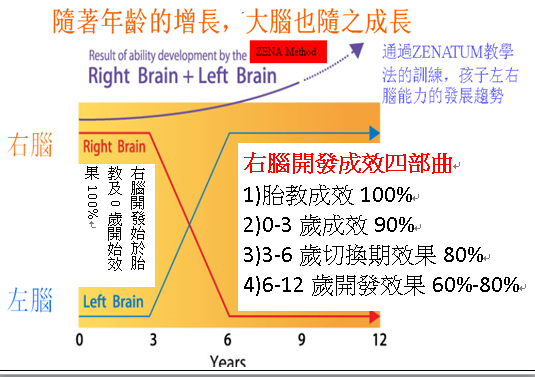 隨著年齡的增長，大腦也隨之成長
Result of ability development by the ZENA Method
Right Brain + Left Brain
通過ZENATUM教學
法的訓練，孩子左右
腦能力的發展趨勢
右腦
Right Brain
右腦開發始於胎
教及 0 歲開始效
果 100%
右腦開發成效四部曲
1)胎教成效 100%
2)0-3 歲成效 90%
3)3-6 歲切換期效果 80%
4)6-12 歲開發效果 60%-80%
左腦
Left Brain
0 3 6 9 12
Years